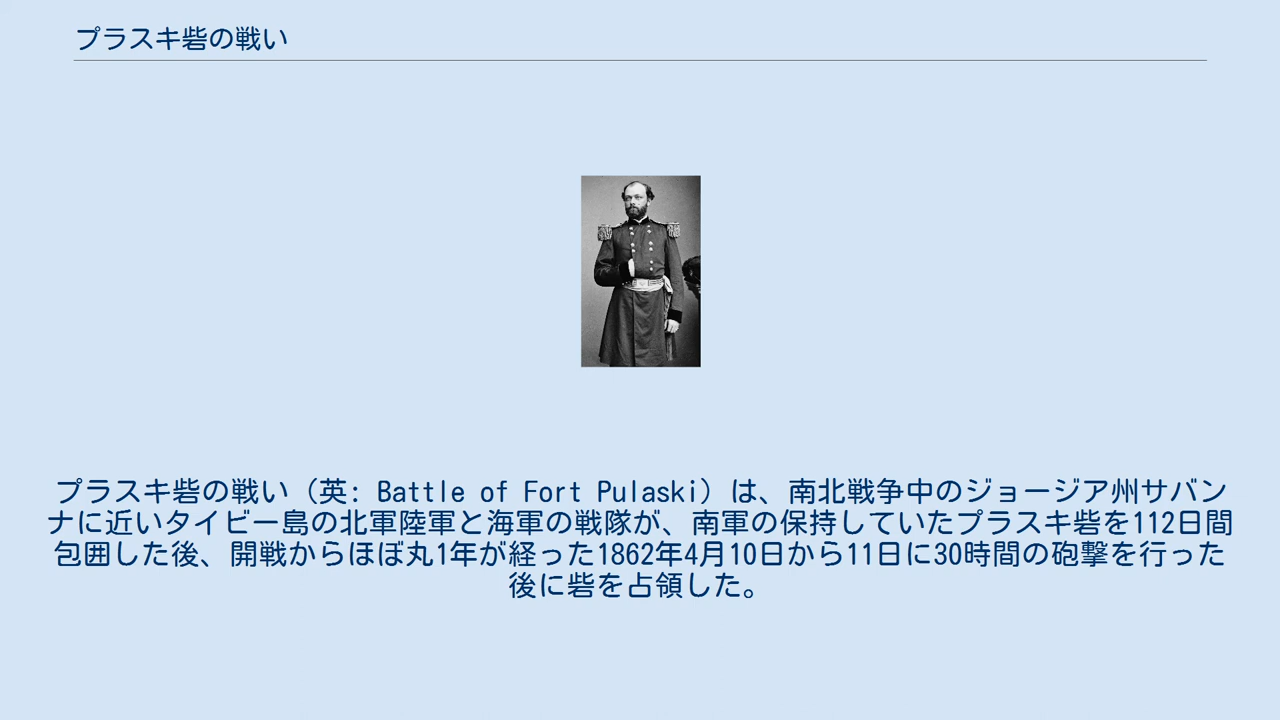 プラスキ砦の戦い
プラスキ砦の戦い（英: Battle of Fort Pulaski）は、南北戦争中のジョージア州サバン
ナに近いタイビー島の北軍陸軍と海軍の戦隊が、南軍の保持していたプラスキ砦を112日間
包囲した後、開戦からほぼ丸1年が経った1862年4月10日から11日に30時間の砲撃を行った
後に砦を占領した。